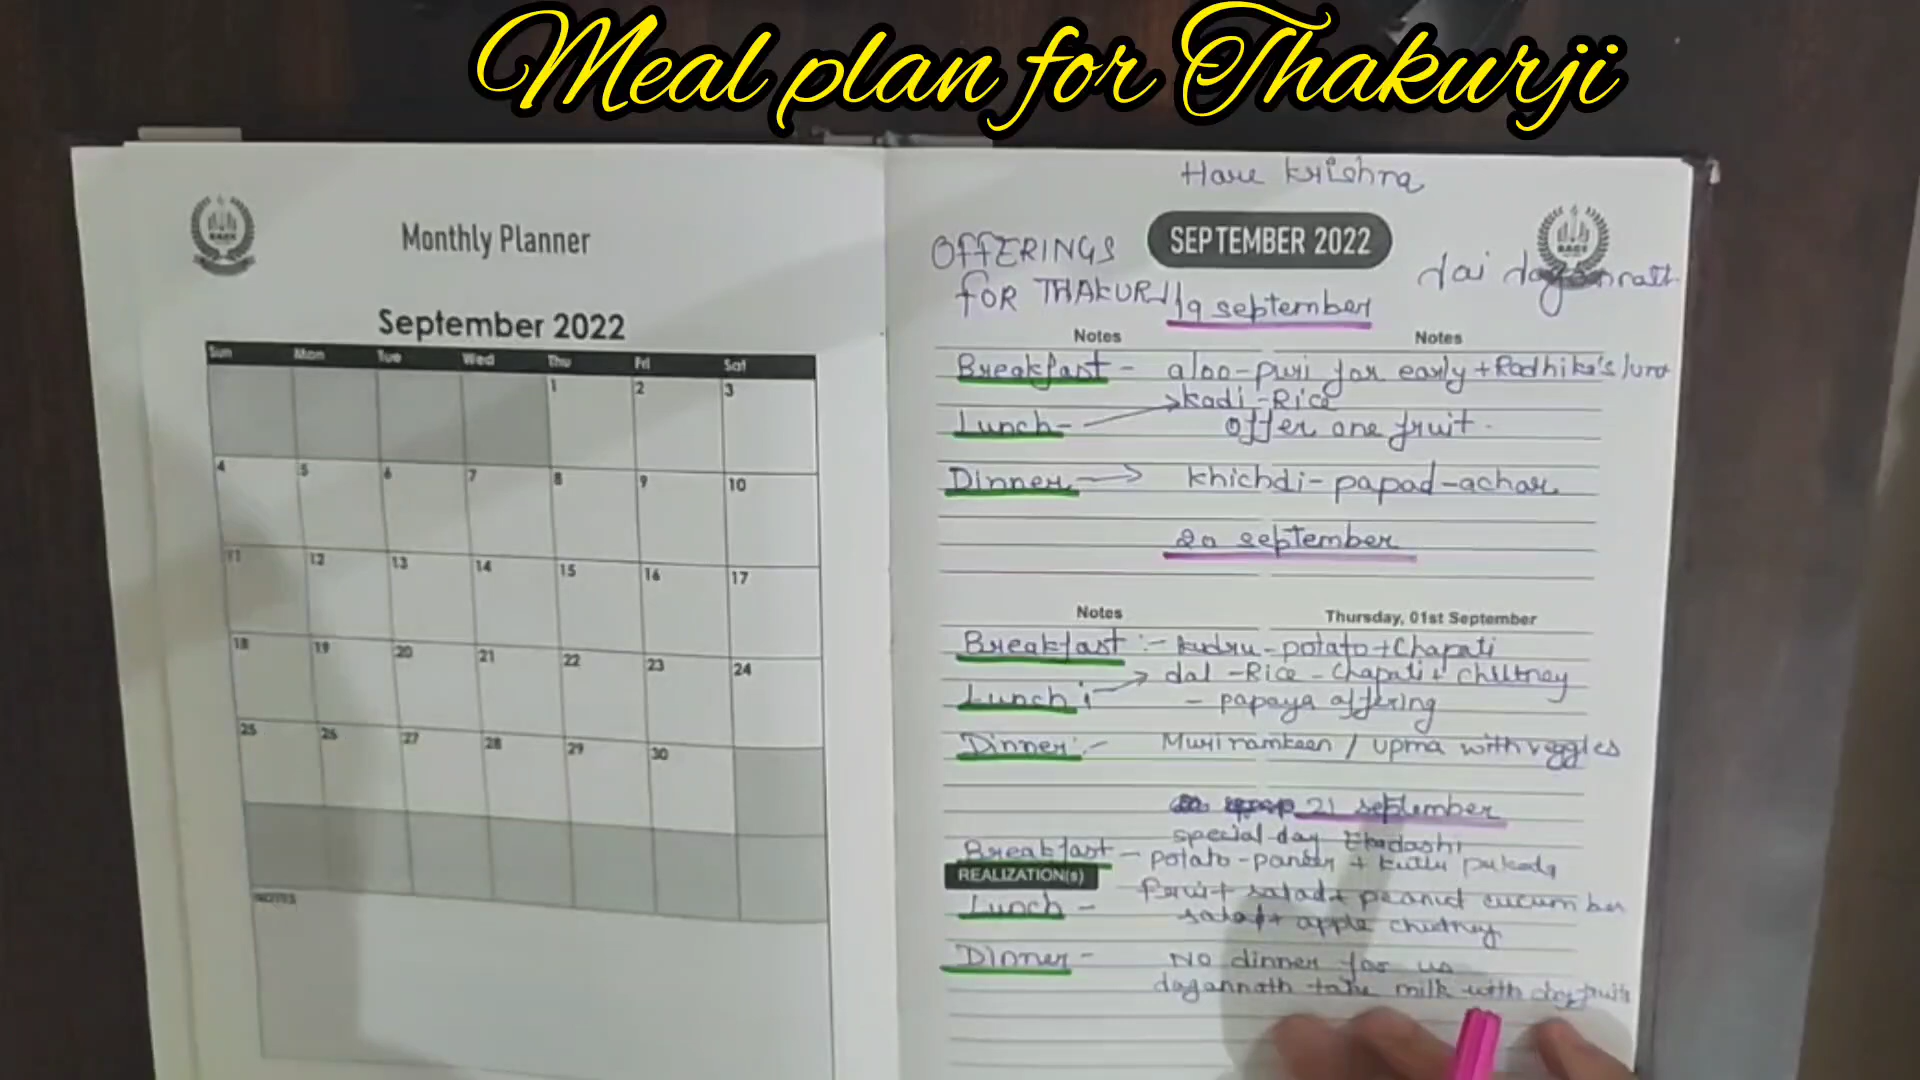 Meal plan for Thakurji
Monthly Planner
September 2022
Sun Mon Tue Wed Thu Fri Sat
1 2 3
4 5 6 7 8 9 10
11 12 13 14 15 16 17
18 19 20 21 22 23 24
25 26 27 28 29 30
NOTES
Hare Krishna
SEPTEMBER 2022
OFFERINGS
FOR THAKURJI
Jai Jagannath
19 september
Notes Notes
Breakfast - aloo-puri for early + Radhika's
Lunch - kadi-Rice
offer one fruit.
Dinner khichdi-papad-achar
20 september
Notes Thursday, 01st September
Breakfast :- kudru-potato+Chapati
Lunch : dal -Rice - Chapati + chutney
- papaya offering
Dinner:- Muri namkeen / upma with veggies
21 september
special day Ekadashi
Breakfast - potato-paneer + kuttu
REALIZATION(s)
Lunch - fruit salad + peanut cucumber
salad + apple chutney
Dinner - No dinner for us
Jagannath take milk with dry fruits